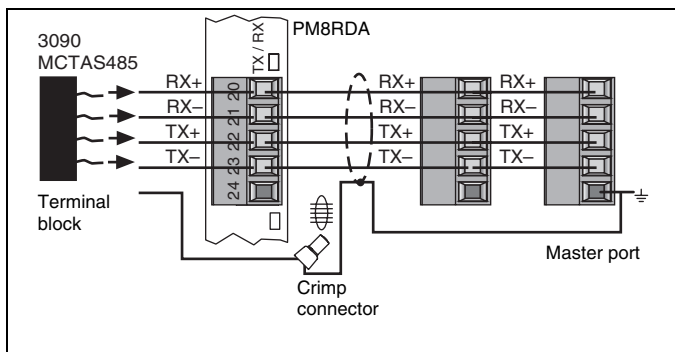 PM8RDA
3090
MCTAS485
TX / RX
RX+ 20 RX+ RX+
RX– 21 RX– RX–
TX+ 22 TX+ TX+
TX– 23 TX– TX–
24
Terminal
block
Master port
Crimp
connector